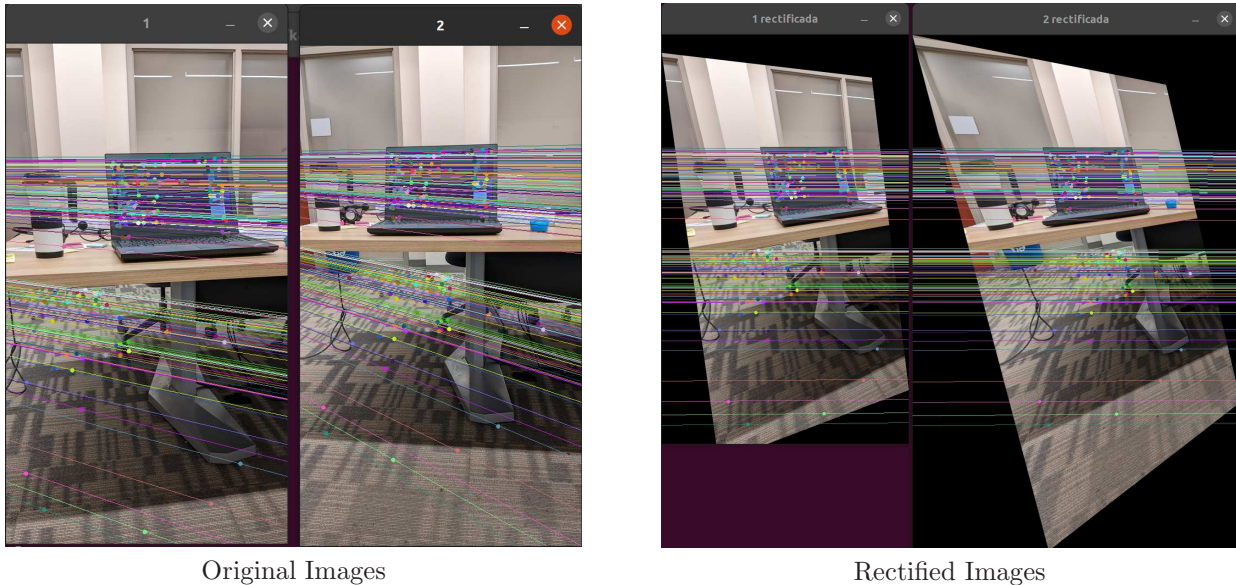 1
k
2
1 rectificada
2 rectificada
Original Images
Rectified Images